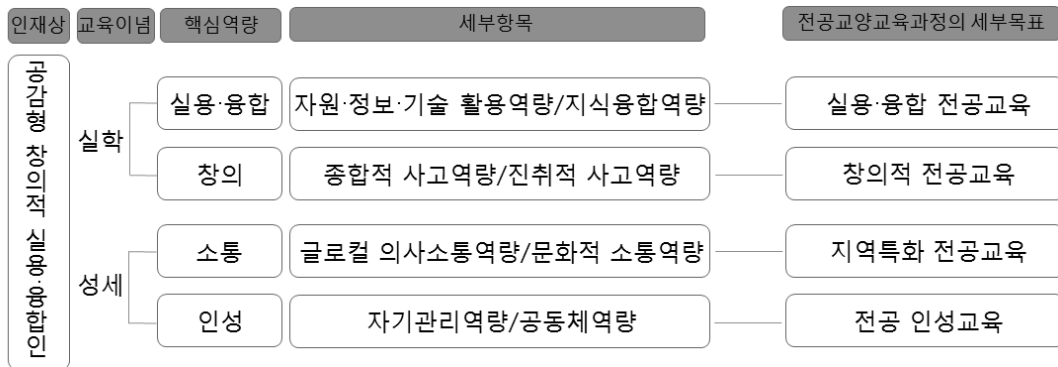 인재상 교육이념 핵심역량 세부항목 전공교양교육과정의 세부목표
공감형 창의적 실용·융합인
실학
실용·융합 자원·정보·기술 활용역량/지식융합역량 실용·융합 전공교육
창의 종합적 사고역량/진취적 사고역량 창의적 전공교육
성세
소통 글로컬 의사소통역량/문화적 소통역량 지역특화 전공교육
인성 자기관리역량/공동체역량 전공 인성교육